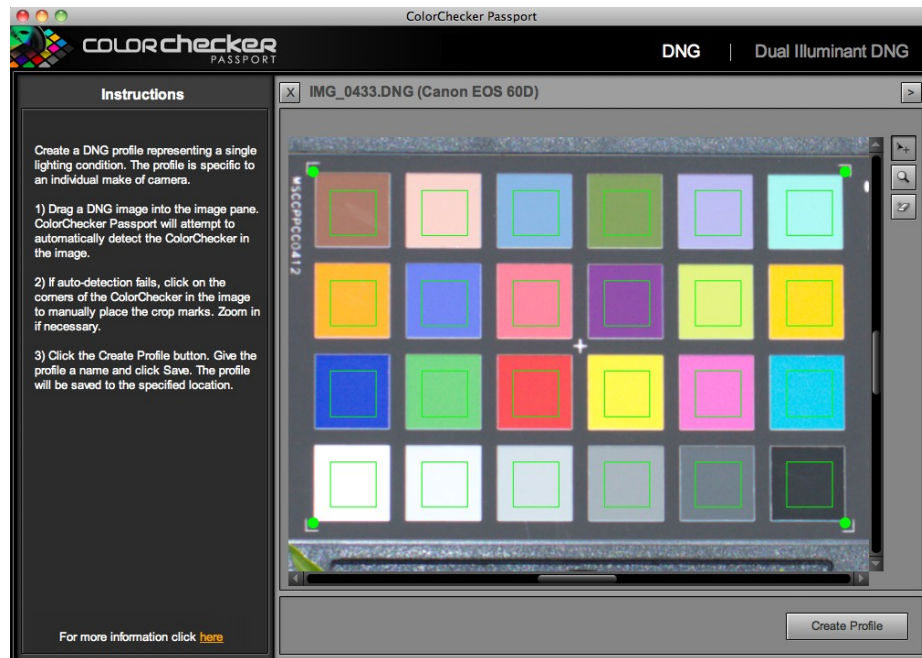 ColorChecker Passport
COLOR checker
PASSPORT
DNG | Dual Illuminant DNG
Instructions
Create a DNG profile representing a single
lighting condition. The profile is specific to
an individual make of camera.
1) Drag a DNG image into the image pane.
ColorChecker Passport will attempt to
automatically detect the ColorChecker in
the image.
2) If auto-detection fails, click on the
corners of the ColorChecker in the image
to manually place the crop marks. Zoom in
if necessary.
3) Click the Create Profile button. Give the
profile a name and click Save. The profile
will be saved to the specified location.
For more information click here
X IMG_0433.DNG (Canon EOS 60D) >
MSCCPPCC0412
Create Profile